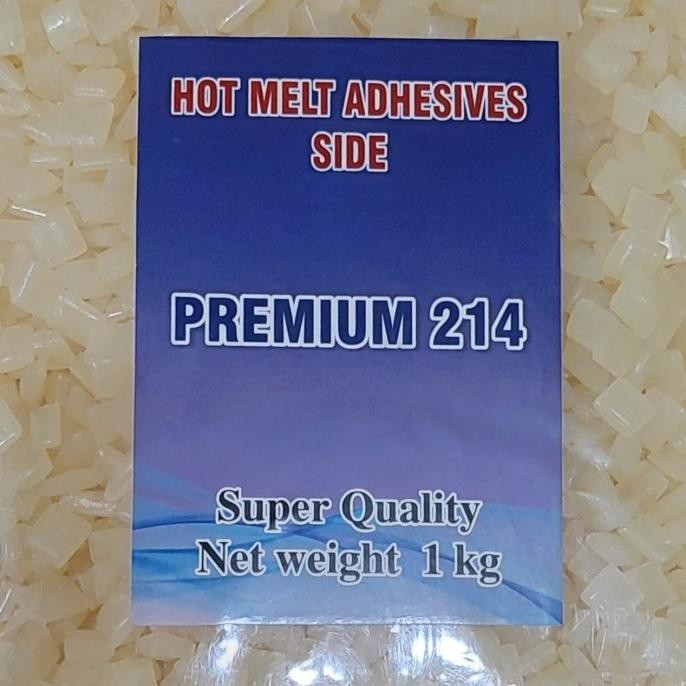 HOT MELT ADHESIVES
SIDE
PREMIUM 214
Super Quality
Net weight 1 kg